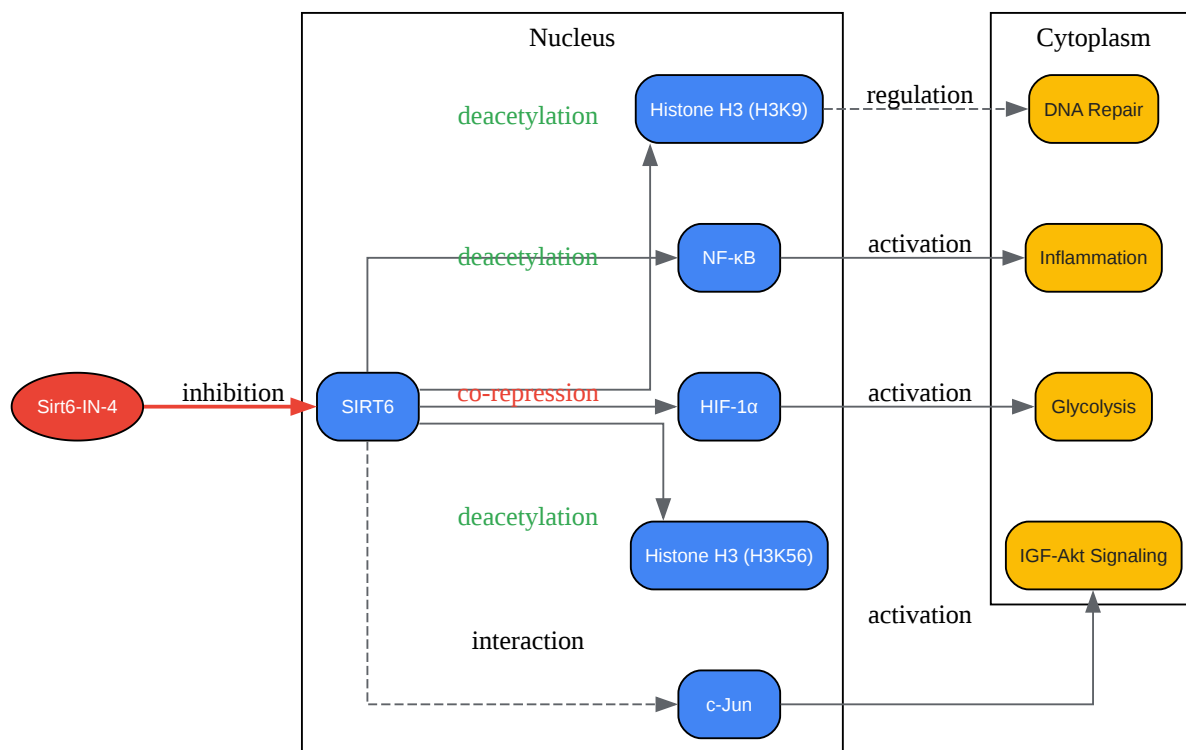 Nucleus
Cytoplasm
deacetylation
Histone H3 (H3K9)
regulation
DNA Repair
deacetylation
NF-κB
activation
Inflammation
Sirt6-IN-4
inhibition
SIRT6
co-repression
HIF-1α
activation
Glycolysis
deacetylation
Histone H3 (H3K56)
IGF-Akt Signaling
interaction
activation
c-Jun